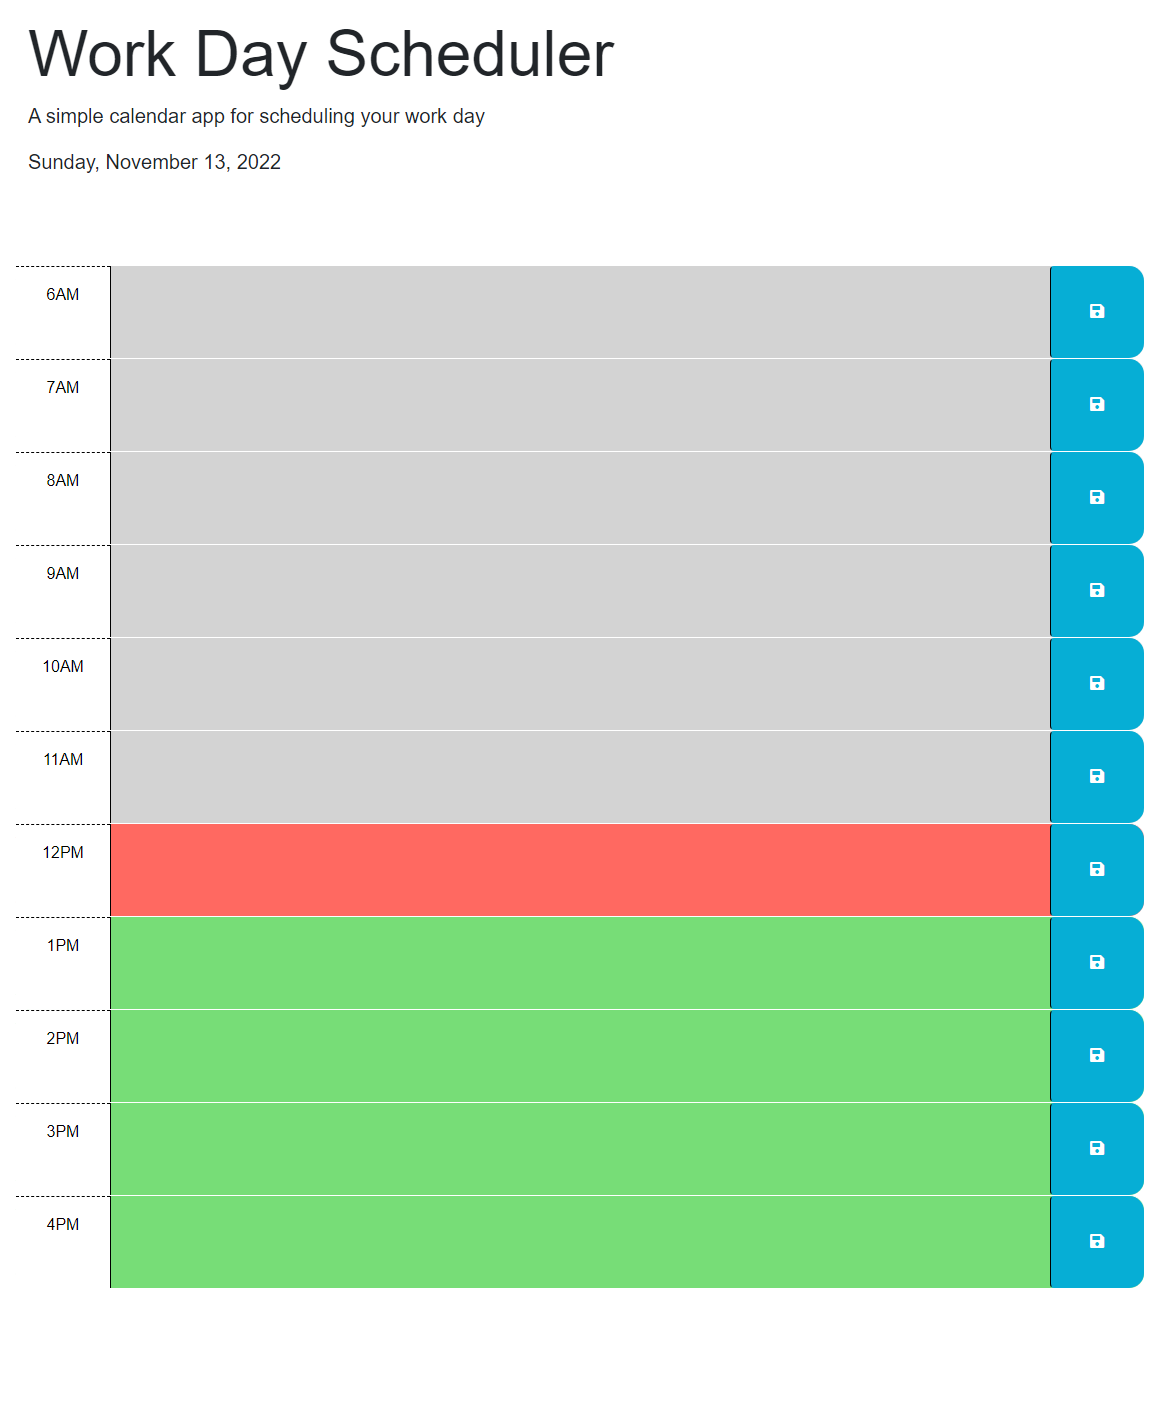 Work Day Scheduler
A simple calendar app for scheduling your work day
Sunday, November 13, 2022
6AM
7AM
8AM
9AM
10AM
11AM
12PM
1PM
2PM
3PM
4PM